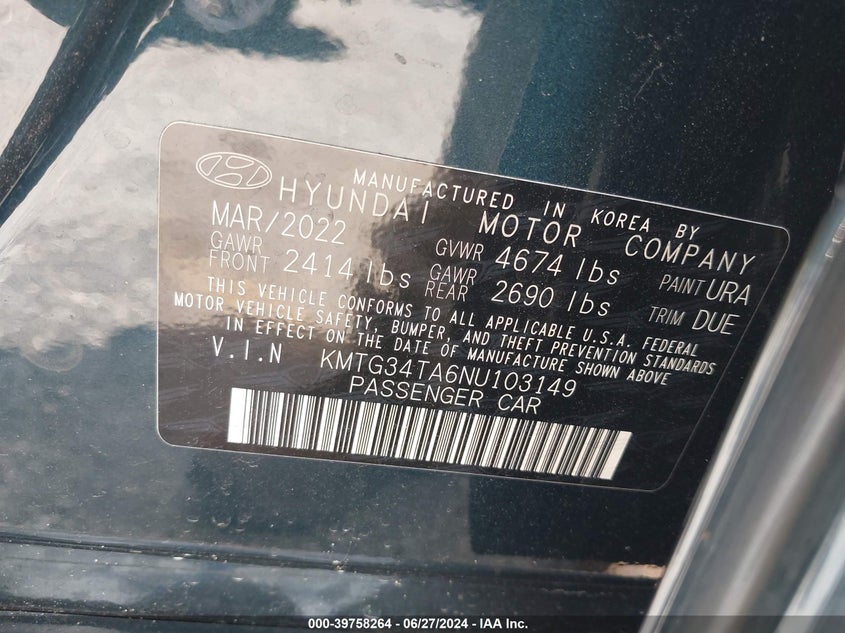 MANUFACTURED IN KOREA BY
HYUNDAI MOTOR COMPANY
MAR/2022 GVWR 4674 lbs PAINT URA
GAWR FRONT 2414 lbs GAWR REAR 2690 lbs TRIM DUE
THIS VEHICLE CONFORMS TO ALL APPLICABLE U.S.A. FEDERAL
MOTOR VEHICLE SAFETY, BUMPER, AND THEFT PREVENTION STANDARDS
IN EFFECT ON THE DATE OF MANUFACTURE SHOWN ABOVE
V.I.N KMTG34TA6NU103149
PASSENGER CAR
000-39758264 - 06/27/2024 - IAA Inc.